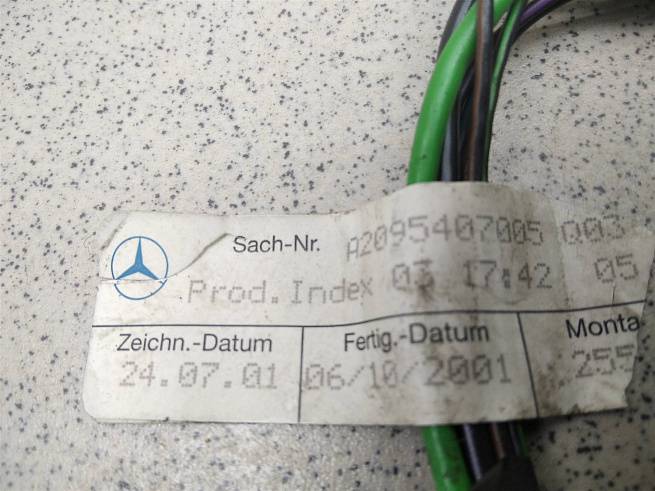 Sach-Nr. A2095407005 Q03
Prod.Index 03 17:42 05
Zeichn.-Datum Fertig.-Datum Monta
24.07.01 06/10/2001 255